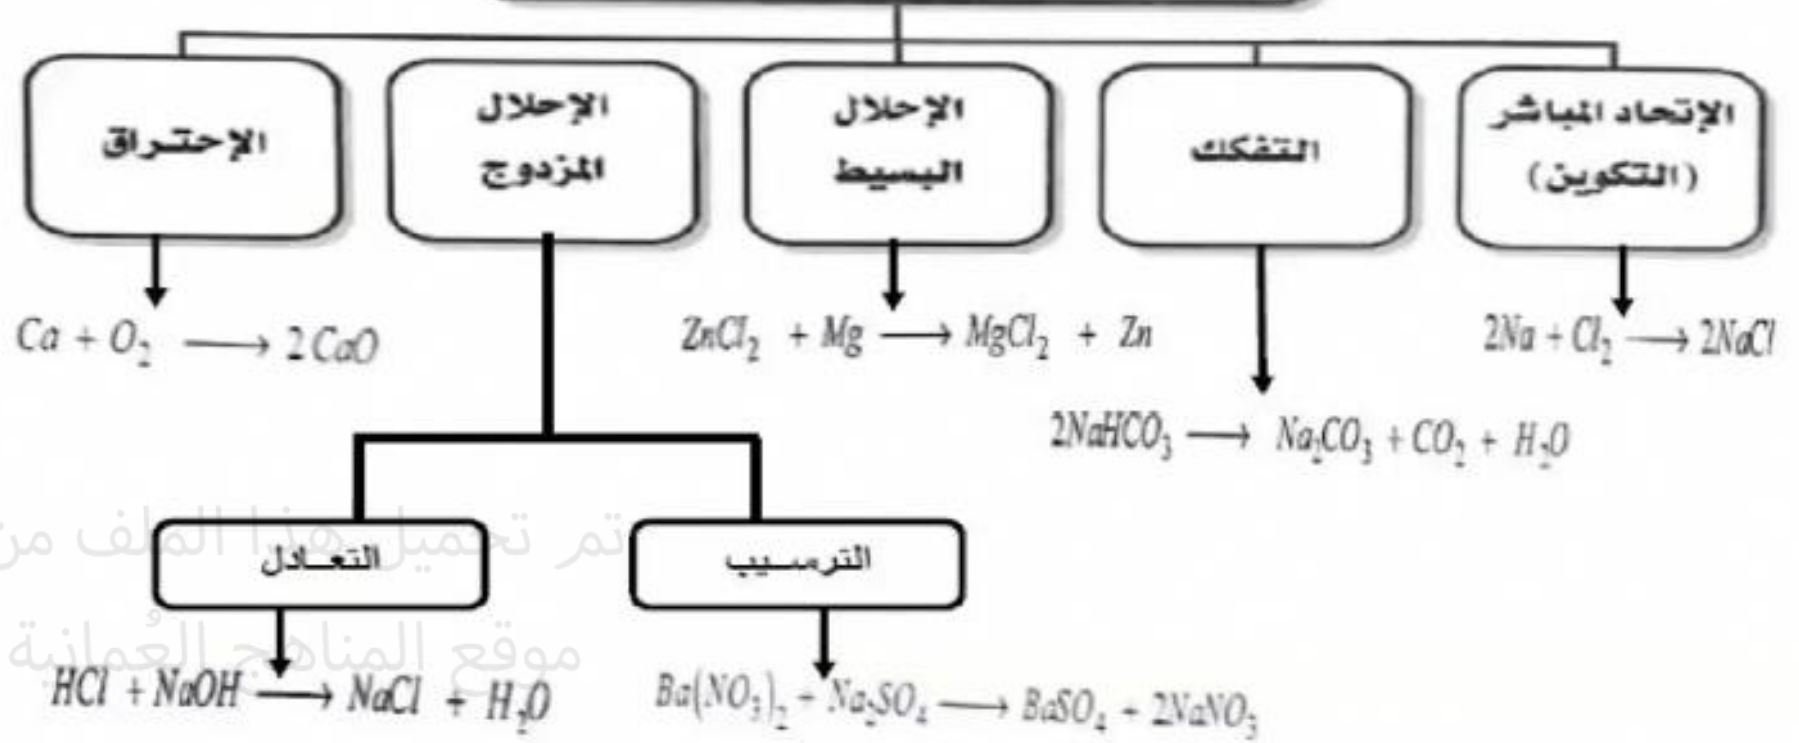 الإتحاد المباشر
(التكوين)
التفكك
الإحلال
البسيط
الإحلال
المزدوج
الإحتراق
2Na + Cl₂ ⟶ 2NaCl
ZnCl₂ + Mg ⟶ MgCl₂ + Zn
Ca + O₂ ⟶ 2CaO
2NaHCO₃ ⟶ Na₂CO₃ + CO₂ + H₂O
الترسيب
التعادل
Ba(NO₃)₂ + Na₂SO₄ ⟶ BaSO₄ + 2NaNO₃
HCl + NaOH ⟶ NaCl + H₂O
تم تحميل هذا الملف من
موقع المناهج العُمانية